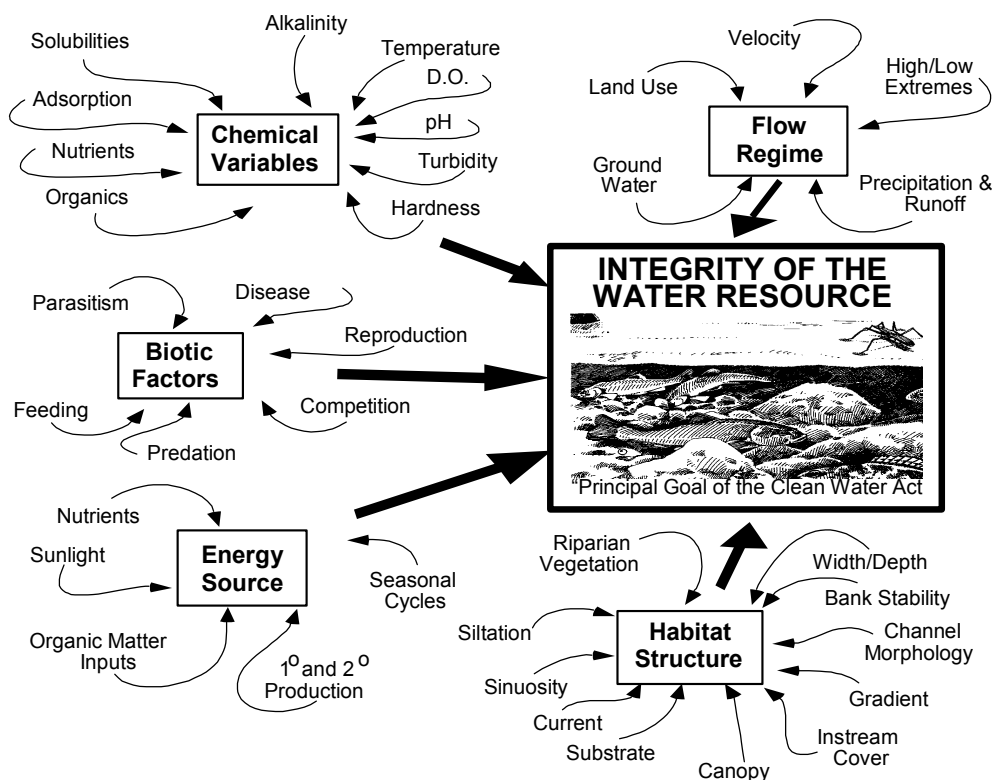 Solubilities
Alkalinity
Temperature
D.O.
Adsorption
pH
Nutrients
Turbidity
Organics
Hardness
Chemical
Variables
Velocity
High/Low
Extremes
Land Use
Flow
Regime
Ground
Water
Precipitation &
Runoff
INTEGRITY OF THE
WATER RESOURCE
"Principal Goal of the Clean Water Act
Parasitism
Disease
Reproduction
Biotic
Factors
Feeding
Competition
Predation
Nutrients
Sunlight
Energy
Source
Seasonal
Cycles
Organic Matter
Inputs
1o and 2o
Production
Riparian
Vegetation
Width/Depth
Bank Stability
Siltation
Habitat
Structure
Channel
Morphology
Sinuosity
Gradient
Current
Substrate
Instream
Cover
Canopy